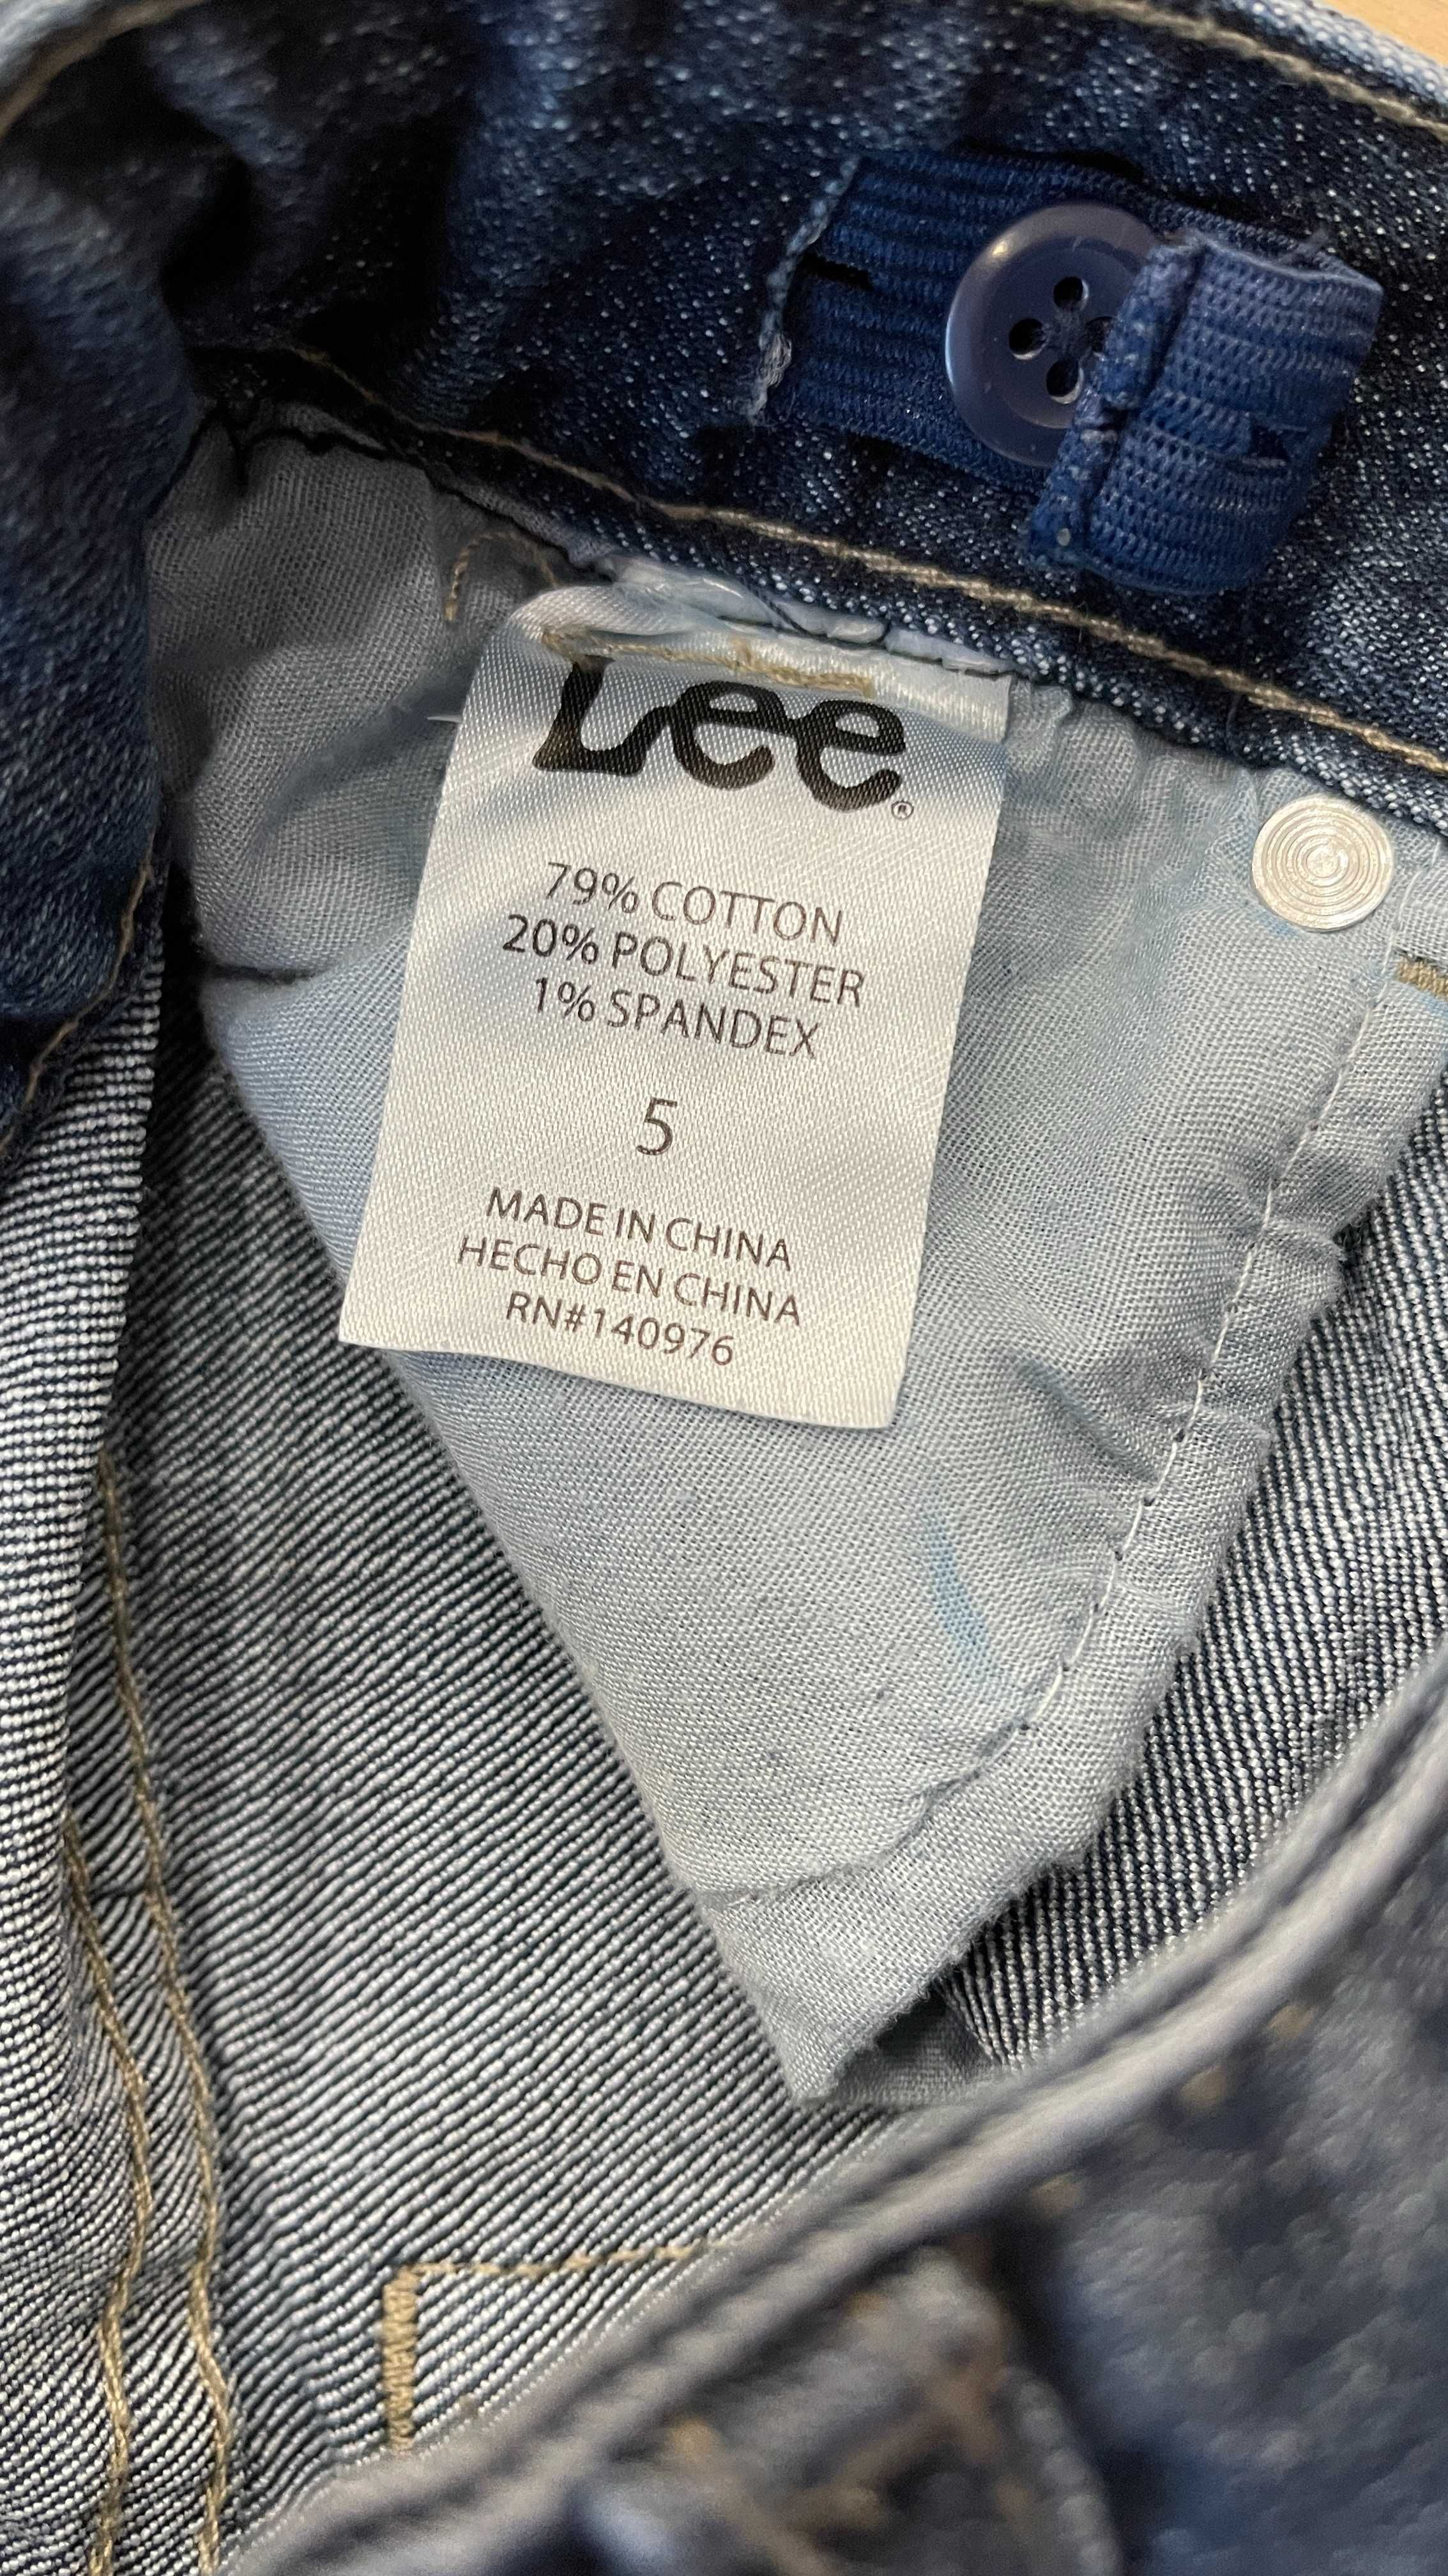 Lee®
79% COTTON
20% POLYESTER
1% SPANDEX
5
MADE IN CHINA
HECHO EN CHINA
RN#140976